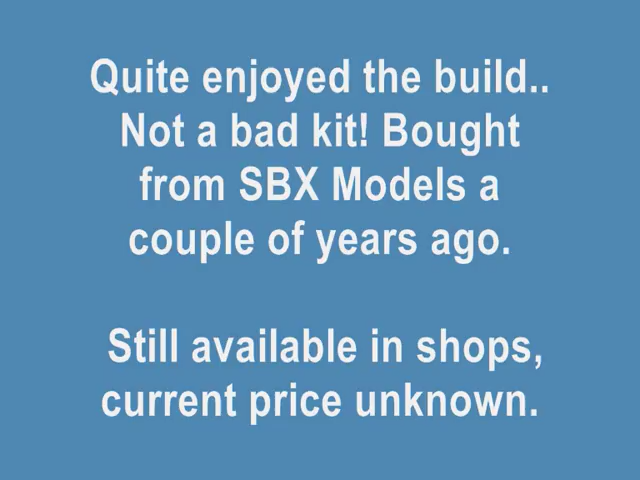 Quite enjoyed the build..
Not a bad kit! Bought
from SBX Models a
couple of years ago.
Still available in shops,
current price unknown.